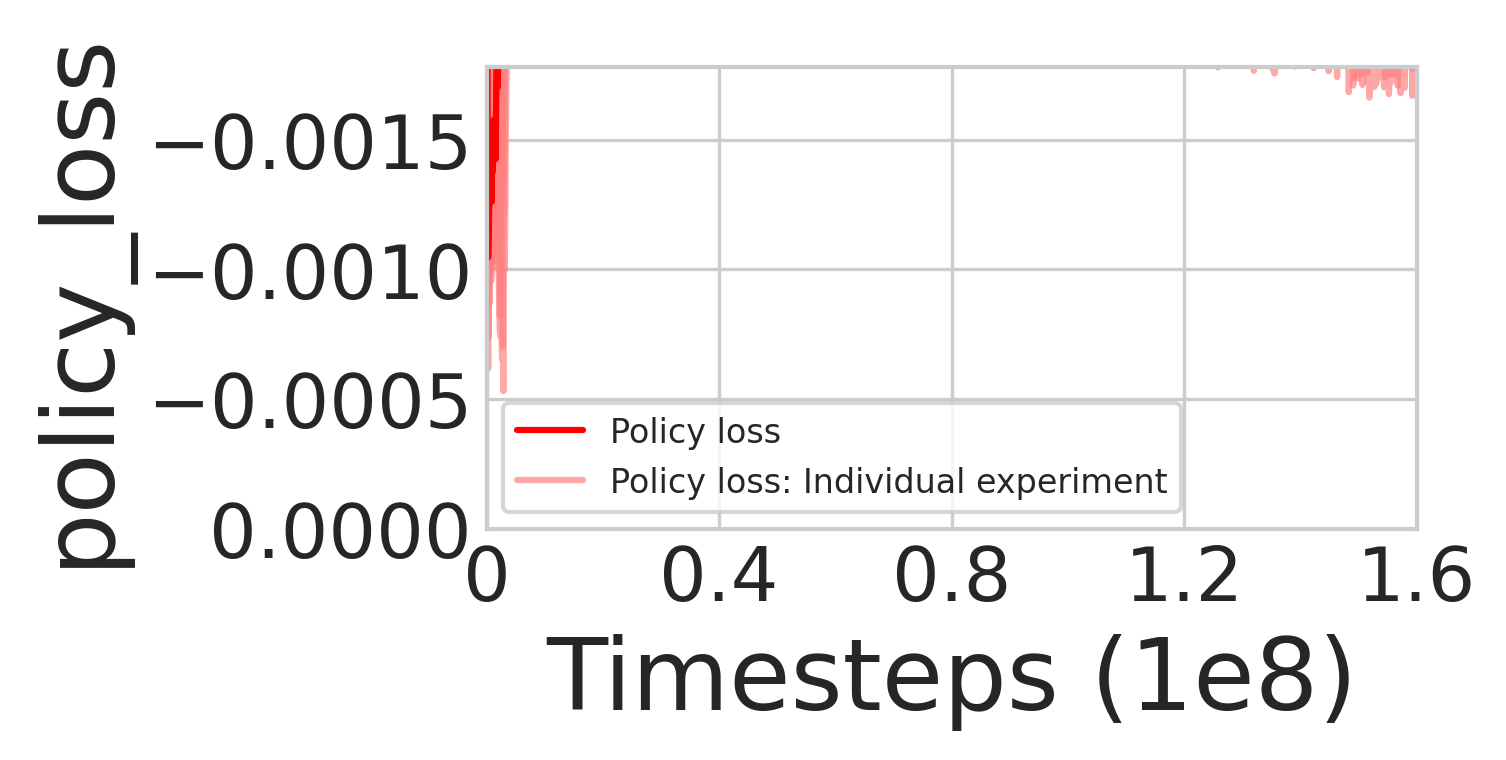 policy_loss
−0.0015
−0.0010
−0.0005
0.0000
Policy loss
Policy loss: Individual experiment
0 0.4 0.8 1.2 1.6
Timesteps (1e8)